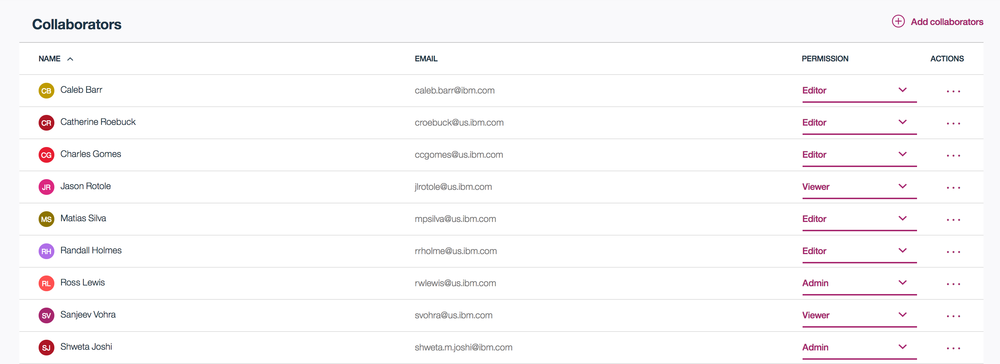 Collaborators
Add collaborators
NAME EMAIL PERMISSION ACTIONS
CB Caleb Barr caleb.barr@ibm.com Editor ...
CR Catherine Roebuck croebuck@us.ibm.com Editor ...
CG Charles Gomes ccgomes@us.ibm.com Editor ...
JR Jason Rotole jlrotole@us.ibm.com Viewer ...
MS Matias Silva mpsilva@us.ibm.com Editor ...
RH Randall Holmes rrholme@us.ibm.com Editor ...
RL Ross Lewis rwlewis@us.ibm.com Admin ...
SV Sanjeev Vohra svohra@us.ibm.com Viewer ...
SJ Shweta Joshi shweta.m.joshi@ibm.com Admin ...